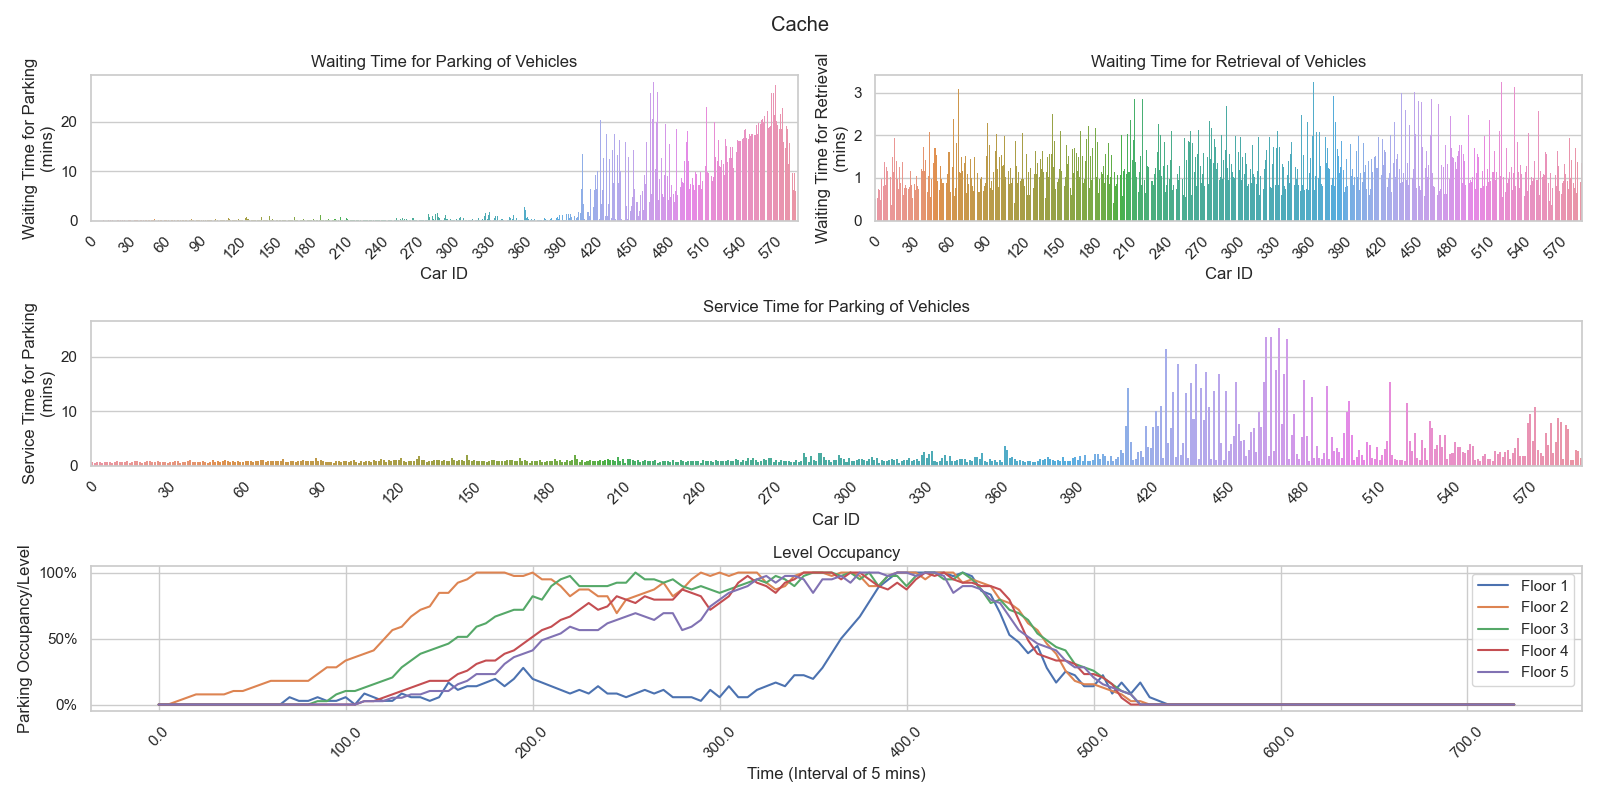 Cache
Waiting Time for Parking of Vehicles
Waiting Time for Parking
(mins)
20
10
0
0 30 60 90 120 150 180 210 240 270 300 330 360 390 420 450 480 510 540 570
Car ID
Waiting Time for Retrieval of Vehicles
Waiting Time for Retrieval
(mins)
3
2
1
0
0 30 60 90 120 150 180 210 240 270 300 330 360 390 420 450 480 510 540 570
Car ID
Service Time for Parking of Vehicles
Service Time for Parking
(mins)
20
10
0
0 30 60 90 120 150 180 210 240 270 300 330 360 390 420 450 480 510 540 570
Car ID
Level Occupancy
Parking Occupancy/Level
100%
50%
0%
Floor 1
Floor 2
Floor 3
Floor 4
Floor 5
0.0 100.0 200.0 300.0 400.0 500.0 600.0 700.0
Time (Interval of 5 mins)